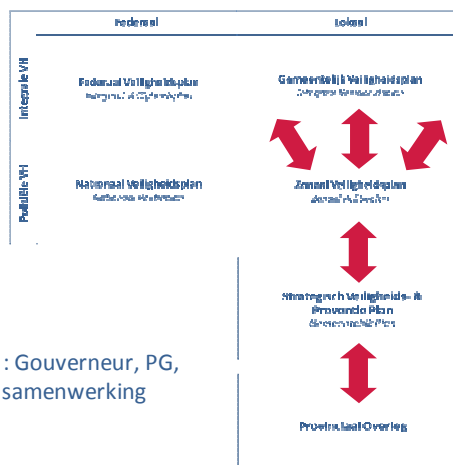 Federaal
Lokaal
Integrale VH
Federaal Veiligheidsplan
Gemeentelijk Veiligheidsplan
Politiële VH
Nationaal Veiligheidsplan
Zonaal Veiligheidsplan
Strategisch Veiligheids- &
Preventie Plan
: Gouverneur, PG,
samenwerking
Provinciaal Overleg